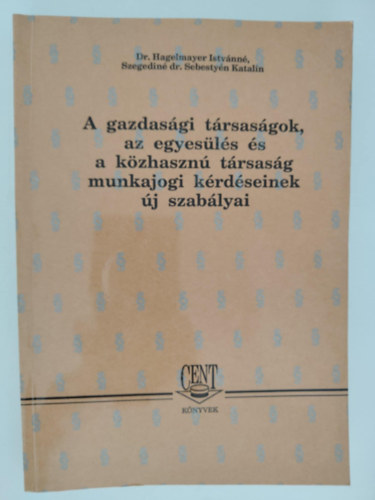 Dr. Hagelmayer Istvánné,
Szegediné dr. Sebestyén Katalin
A gazdasági társaságok,
az egyesülés és
a közhasznú társaság
munkajogi kérdéseinek
új szabályai
CENT
KÖNYVEK